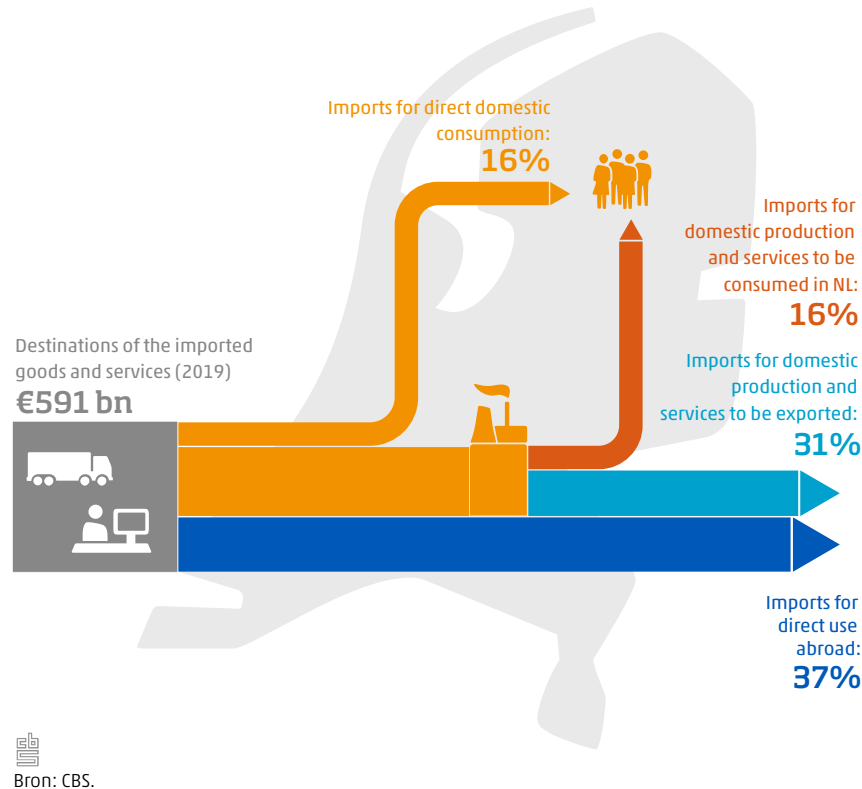 Imports for direct domestic
consumption:
16%
Imports for
domestic production
and services to be
consumed in NL:
16%
Destinations of the imported
goods and services (2019)
€591 bn
Imports for domestic
production and
services to be exported:
31%
Imports for
direct use
abroad:
37%
cbs
Bron: CBS.